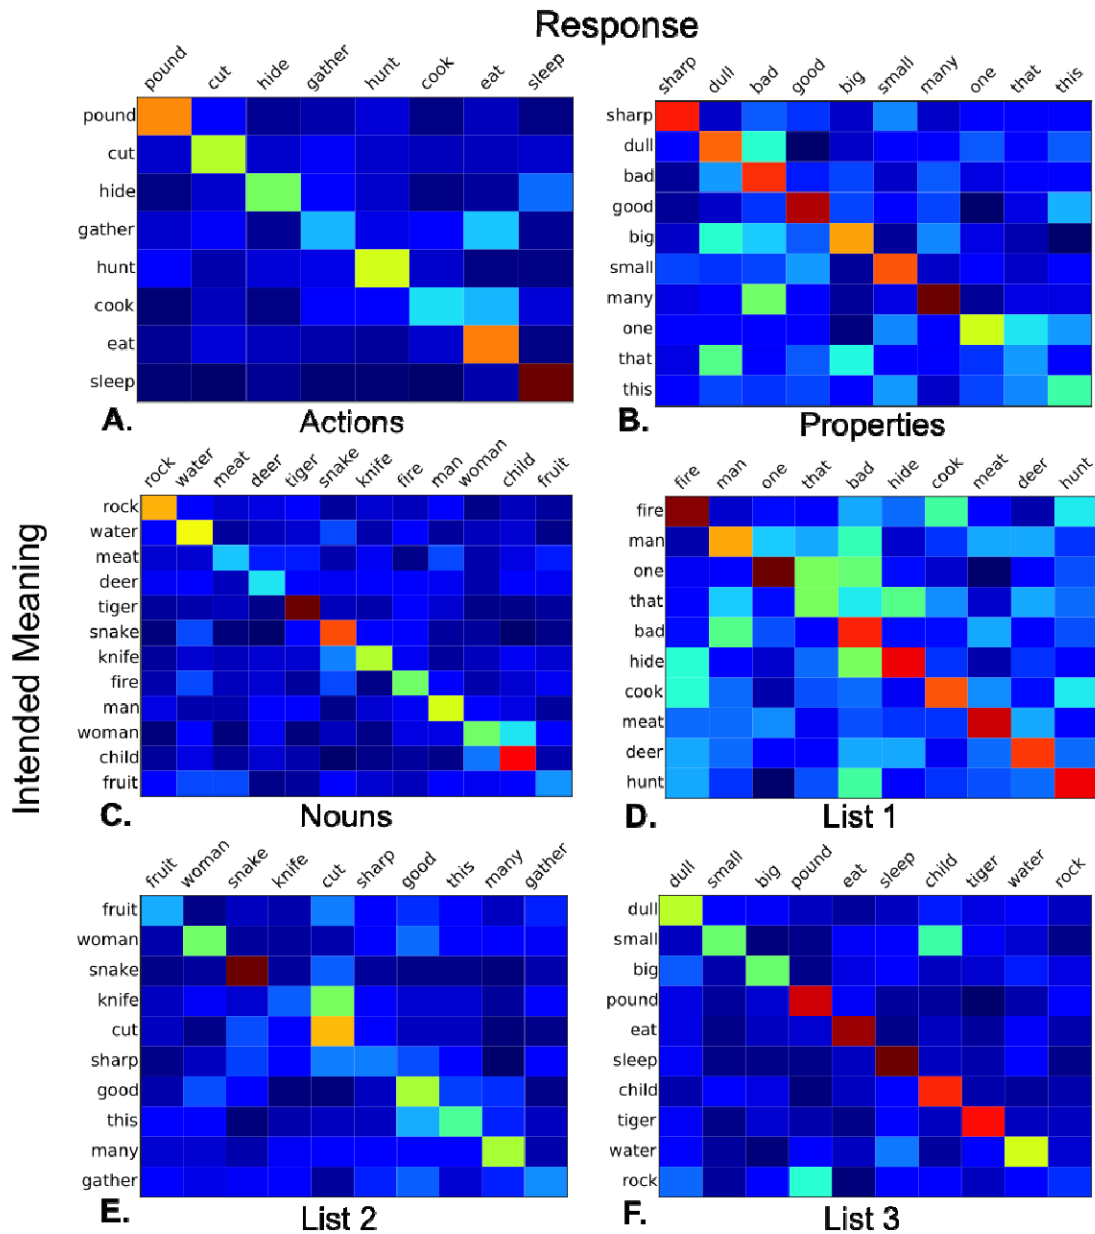 Response
pound cut hide gather hunt cook eat sleep
pound
cut
hide
gather
hunt
cook
eat
sleep
A. Actions
sharp dull bad good big small many one that this
sharp
dull
bad
good
big
small
many
one
that
this
B. Properties
Intended Meaning
rock water meat deer tiger snake knife fire man woman child fruit
rock
water
meat
deer
tiger
snake
knife
fire
man
woman
child
fruit
C. Nouns
fire man one that bad hide cook meat deer hunt
fire
man
one
that
bad
hide
cook
meat
deer
hunt
D. List 1
fruit woman snake knife cut sharp good this many gather
fruit
woman
snake
knife
cut
sharp
good
this
many
gather
E. List 2
dull small big pound eat sleep child tiger water rock
dull
small
big
pound
eat
sleep
child
tiger
water
rock
F. List 3